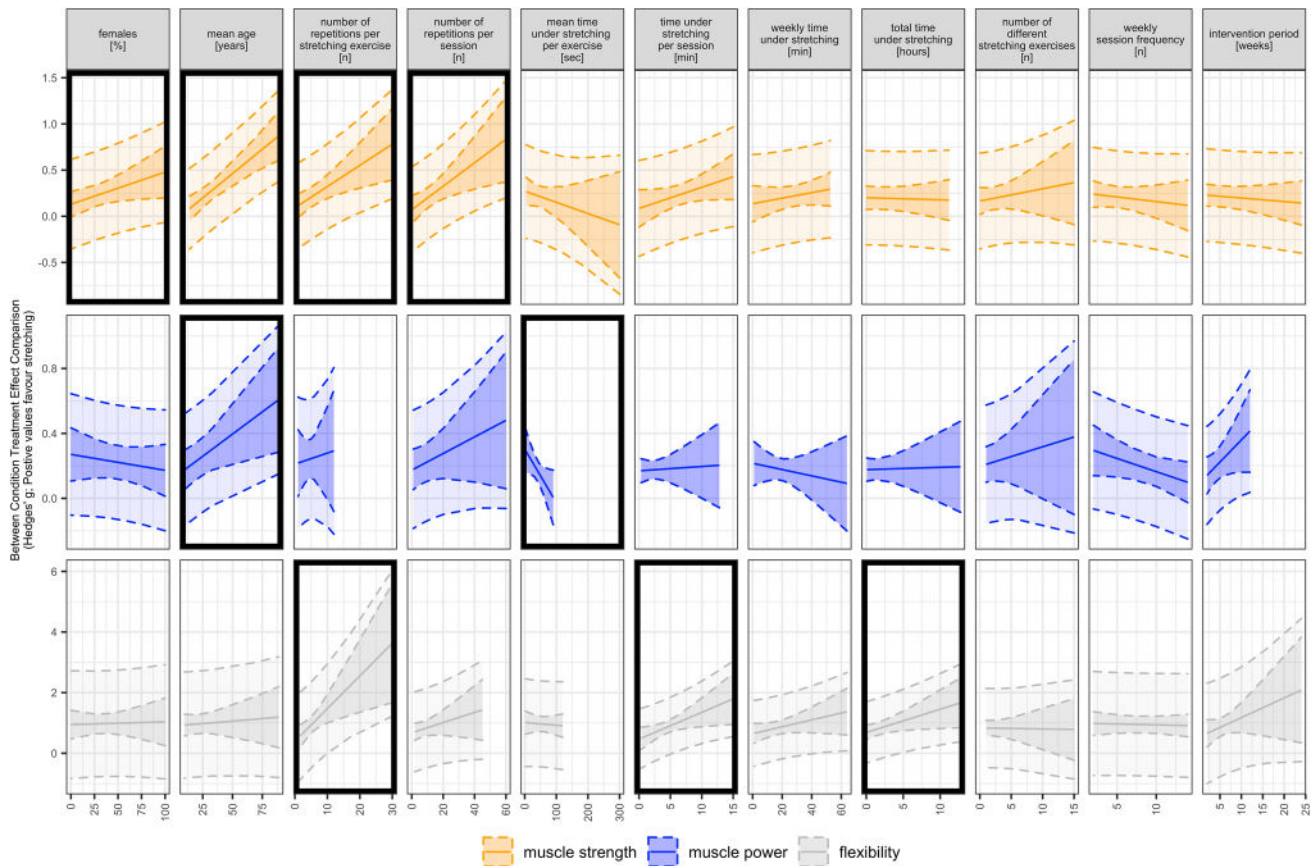 females
[%]
mean age
[years]
number of
repetitions per
stretching exercise
[n]
number of
repetitions per
session
[n]
mean time
under stretching
per exercise
[sec]
time under
stretching
per session
[min]
weekly time
under stretching
[min]
total time
under stretching
[hours]
number of
different
stretching exercises
[n]
weekly
session frequency
[n]
intervention period
[weeks]
Between Condition Treatment Effect Comparison
(Hedges' g; Postive values favour stretching)
1.5
1.0
0.5
0.0
-0.5
0.8
0.4
0.0
6
4
2
0
0 25 50 75 100
25 50 75
0 10 20 30
0 20 40 60
0 100 200 300
0 5 10 15
0 20 40 60
0 5 10
0 5 10 15
5 10
5 10 15 20 25
muscle strength muscle power flexibility